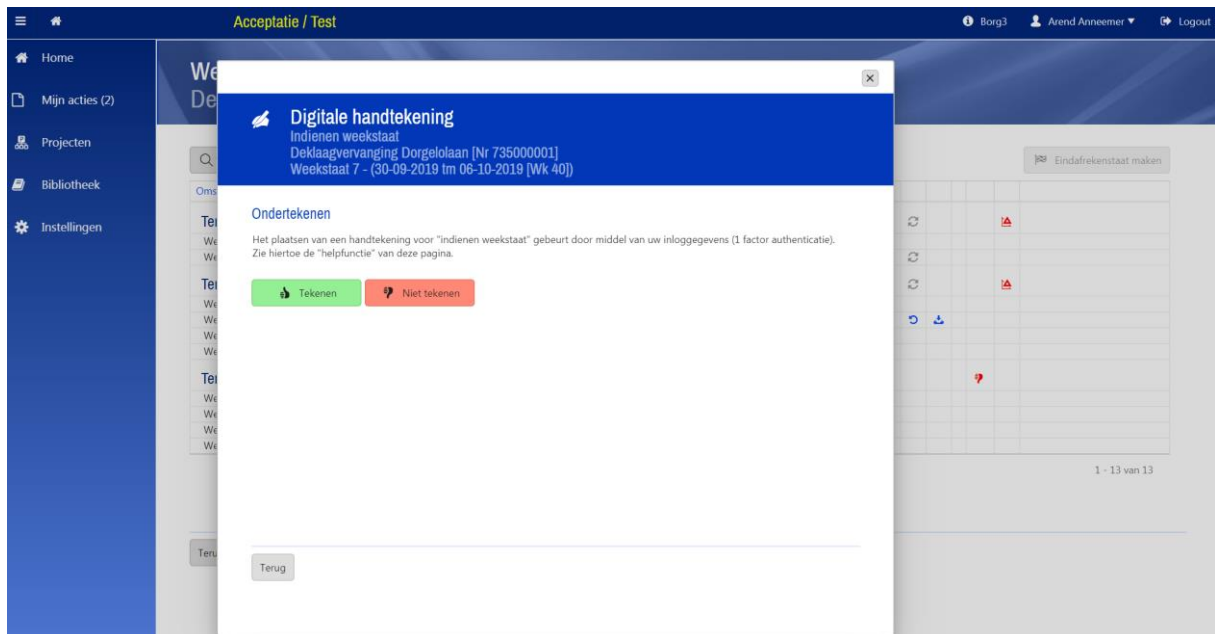 Acceptatie / Test
Borg3
Arend Anneemer
Logout
Home
Mijn acties (2)
Projecten
Bibliotheek
Instellingen
Digitale handtekening
Indienen weekstaat
Deklaagvervanging Dorgelolaan [Nr 735000001]
Weekstaat 7 - (30-09-2019 tm 06-10-2019 [Wk 40])
Eindafrekenstaat maken
Ondertekenen
Het plaatsen van een handtekening voor "indienen weekstaat" gebeurt door middel van uw inloggegevens (1 factor authenticatie).
Zie hiertoe de "helpfunctie" van deze pagina.
Tekenen
Niet tekenen
1 - 13 van 13
Terug